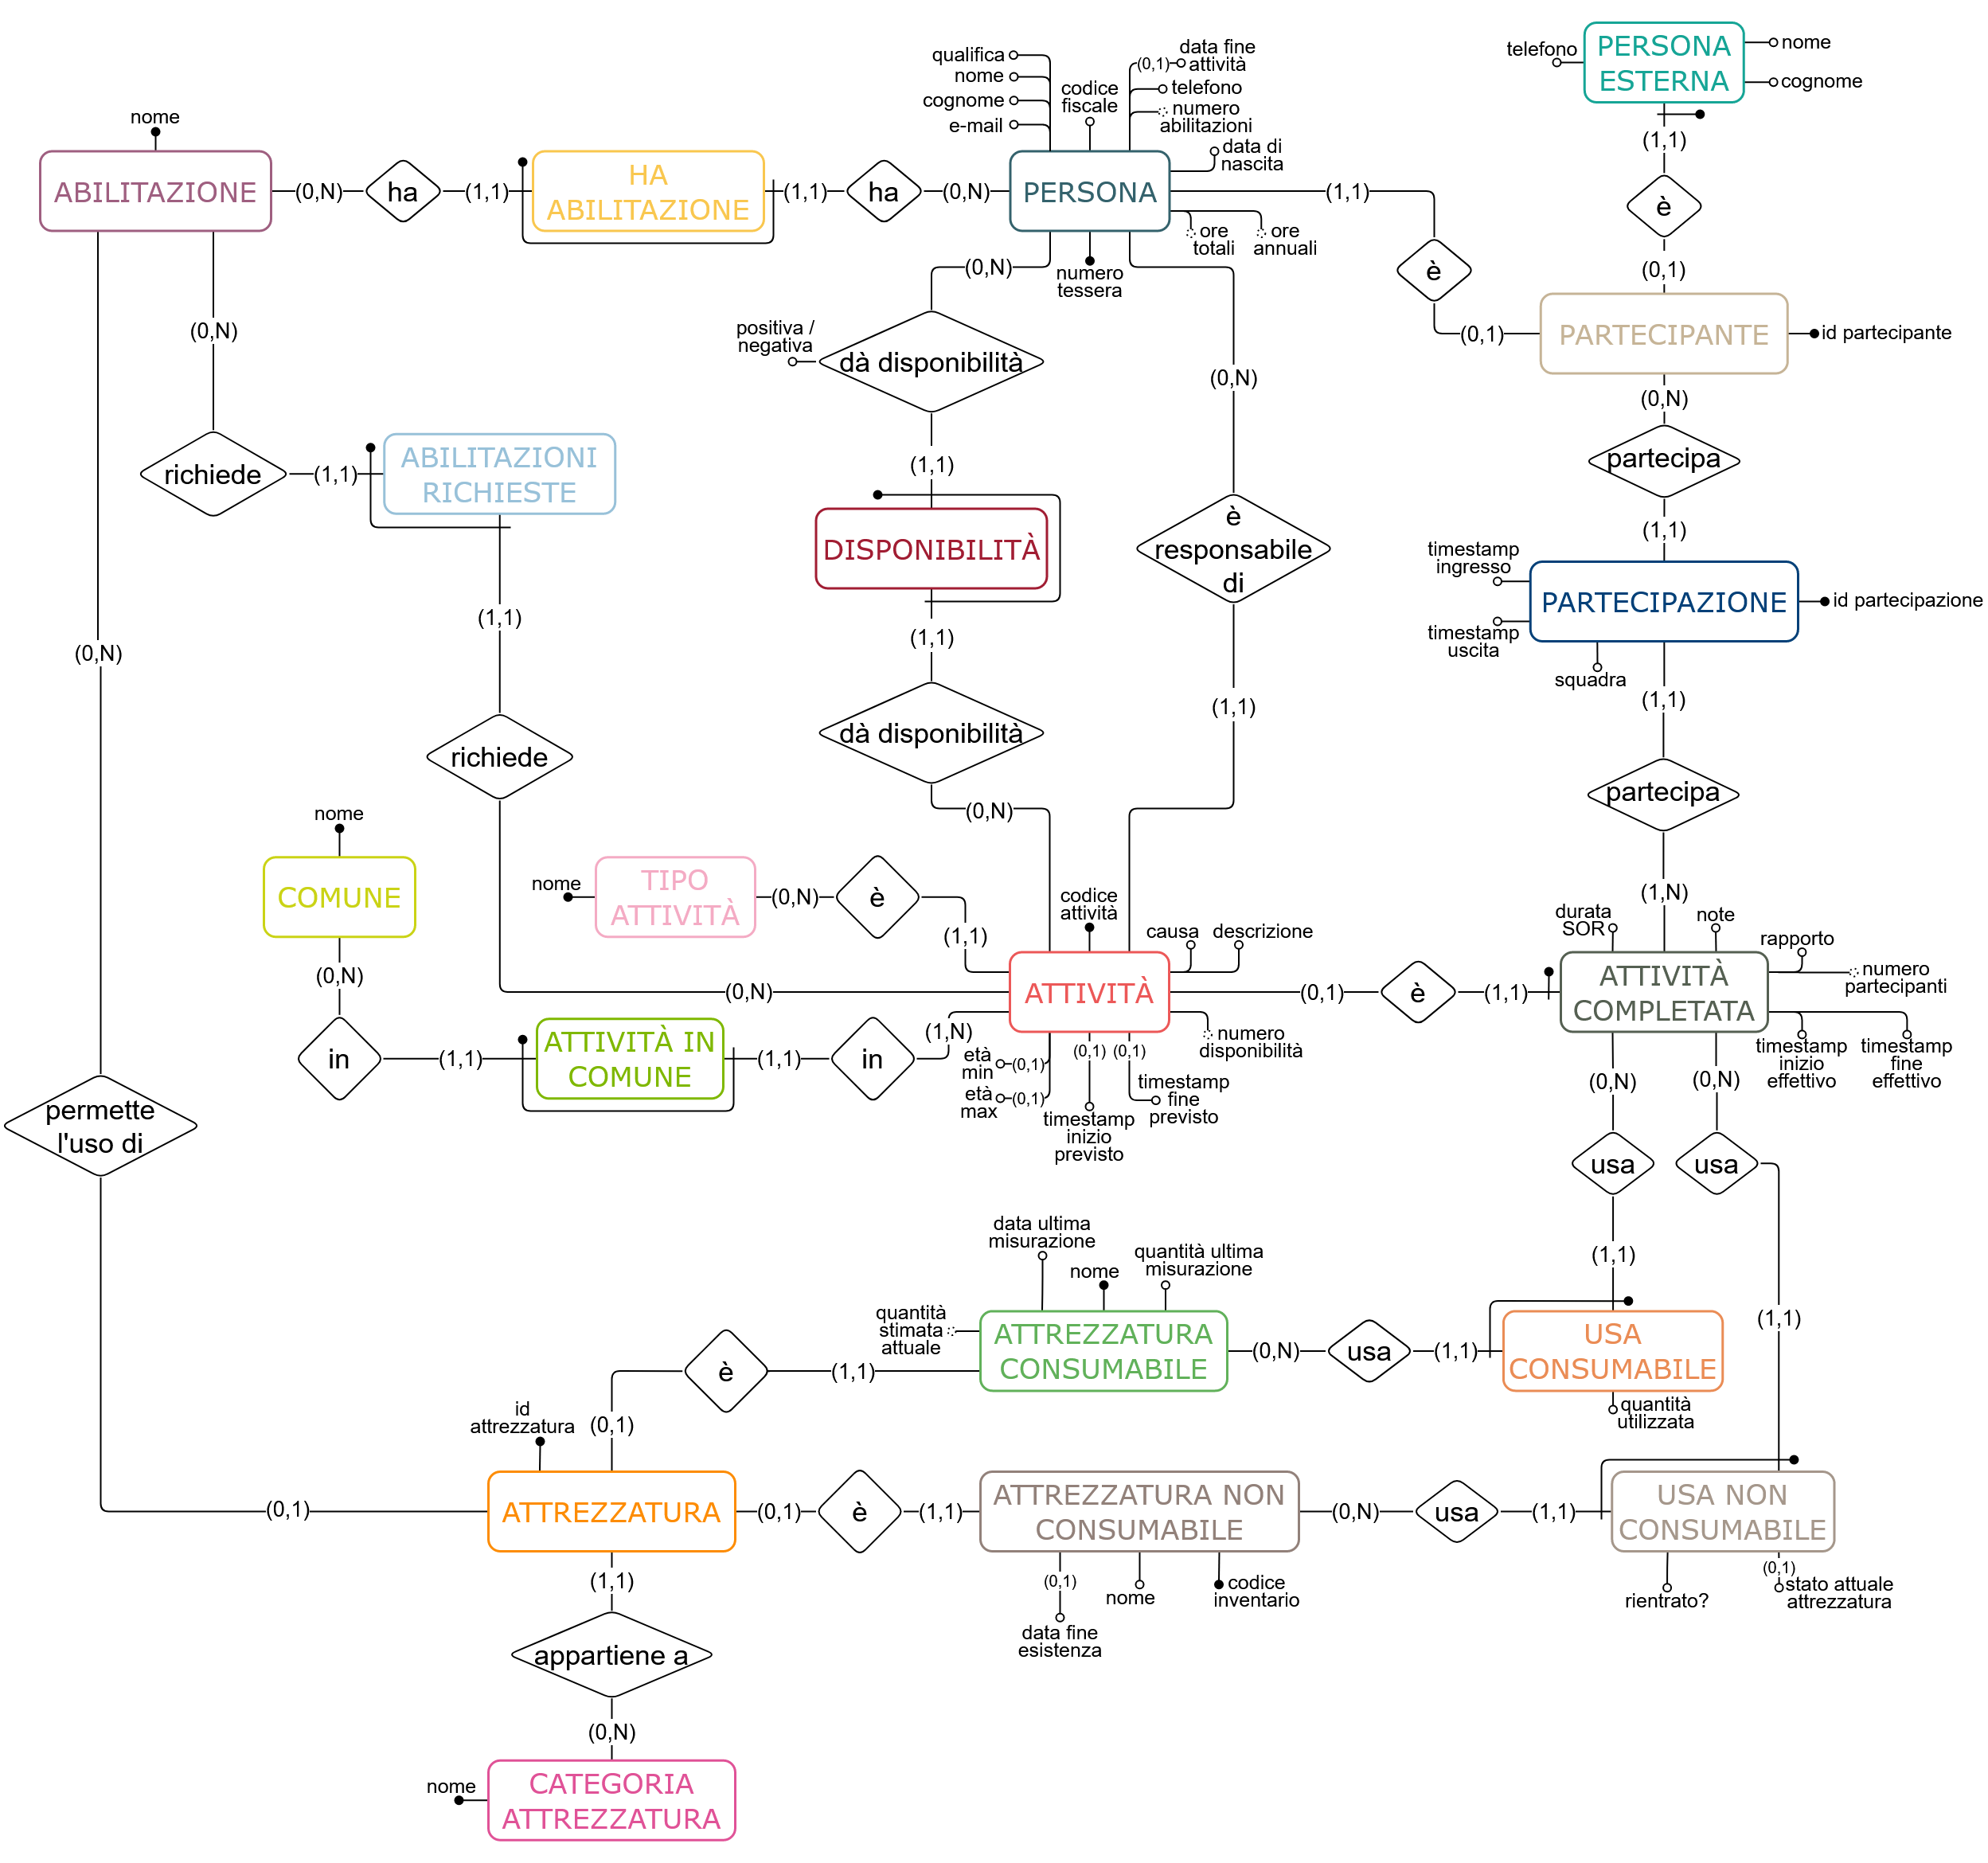 qualifica
nome
cognome
e-mail
codice
fiscale
(0,1)
data fine
attività
telefono
numero
abilitazioni
data di
nascita
telefono
PERSONA
ESTERNA
nome
cognome
nome
ABILITAZIONE
(0,N)
ha
(1,1)
HA
ABILITAZIONE
(1,1)
ha
(0,N)
PERSONA
(1,1)
(1,1)
è
ore
totali
ore
annuali
numero
tessera
(0,N)
è
(0,1)
(0,N)
positiva /
negativa
dà disponibilità
(0,N)
(0,1)
PARTECIPANTE
id partecipante
(0,N)
partecipa
richiede
(1,1)
ABILITAZIONI
RICHIESTE
(1,1)
DISPONIBILITÀ
è
responsabile
di
(1,1)
timestamp
ingresso
PARTECIPAZIONE
id partecipazione
timestamp
uscita
squadra
(0,N)
(1,1)
(1,1)
(1,1)
(1,1)
richiede
dà disponibilità
partecipa
nome
COMUNE
(0,N)
nome
TIPO
ATTIVITÀ
(0,N)
è
(1,1)
(0,N)
codice
attività
causa
descrizione
(1,N)
durata
SOR
note
rapporto
numero
partecipanti
(0,N)
ATTIVITÀ
(0,1)
è
(1,1)
ATTIVITÀ
COMPLETATA
in
(1,1)
ATTIVITÀ IN
COMUNE
(1,1)
in
(1,N)
età
min
(0,1)
età
max
(0,1)
(0,1)
timestamp
inizio
previsto
(0,1)
timestamp
fine
previsto
numero
disponibilità
timestamp
inizio
effettivo
timestamp
fine
effettivo
(0,N)
(0,N)
permette
l'uso di
usa
usa
(1,1)
(1,1)
data ultima
misurazione
nome
quantità ultima
misurazione
quantità
stimata
attuale
ATTREZZATURA
CONSUMABILE
(0,N)
usa
(1,1)
USA
CONSUMABILE
quantità
utilizzata
è
(1,1)
(0,1)
id
attrezzatura
(0,1)
ATTREZZATURA
(0,1)
è
(1,1)
ATTREZZATURA NON
CONSUMABILE
(0,N)
usa
(1,1)
USA NON
CONSUMABILE
(0,1)
data fine
esistenza
nome
codice
inventario
rientrato?
(0,1)
stato attuale
attrezzatura
(1,1)
appartiene a
(0,N)
nome
CATEGORIA
ATTREZZATURA